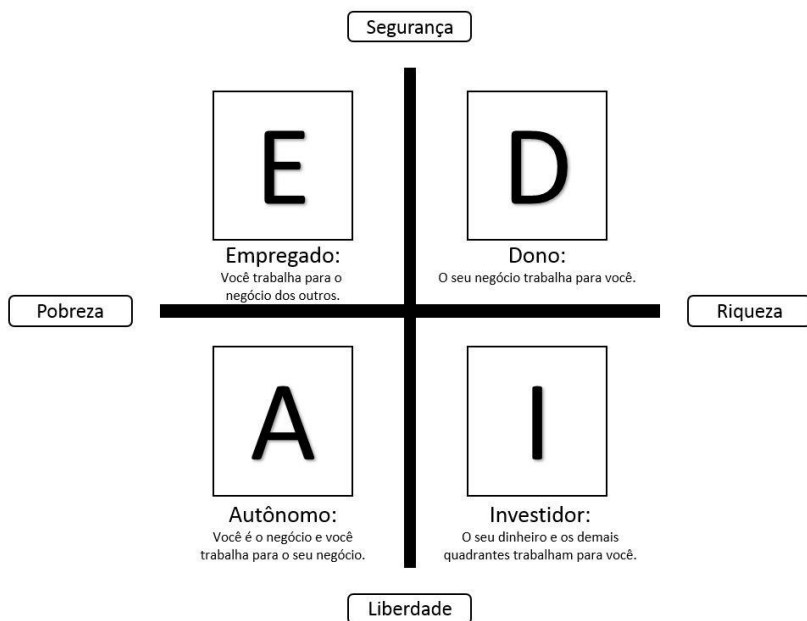 Segurança
E
D
Empregado:
Você trabalha para o
negócio dos outros.
Dono:
O seu negócio trabalha para você.
Pobreza
Riqueza
A
I
Autônomo:
Você é o negócio e você
trabalha para o seu negócio.
Investidor:
O seu dinheiro e os demais
quadrantes trabalham para você.
Liberdade